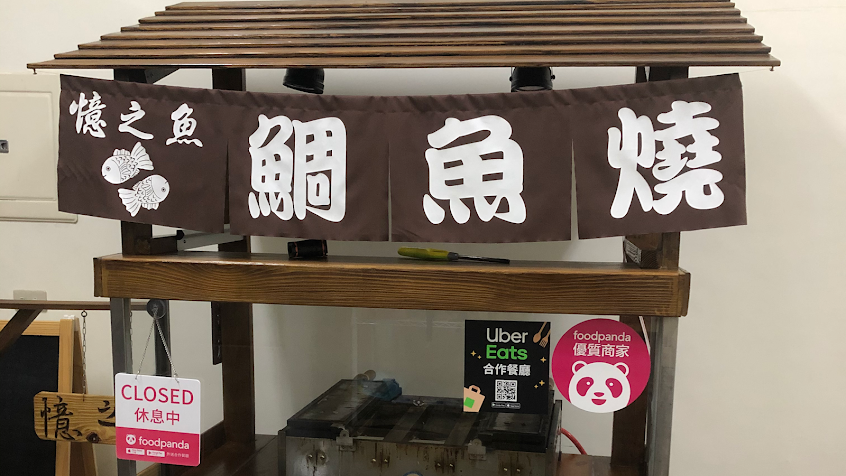 憶之魚
鯛魚燒
Uber
Eats
合作餐廳
foodpanda
優質商家
CLOSED
休息中
foodpanda
憶之